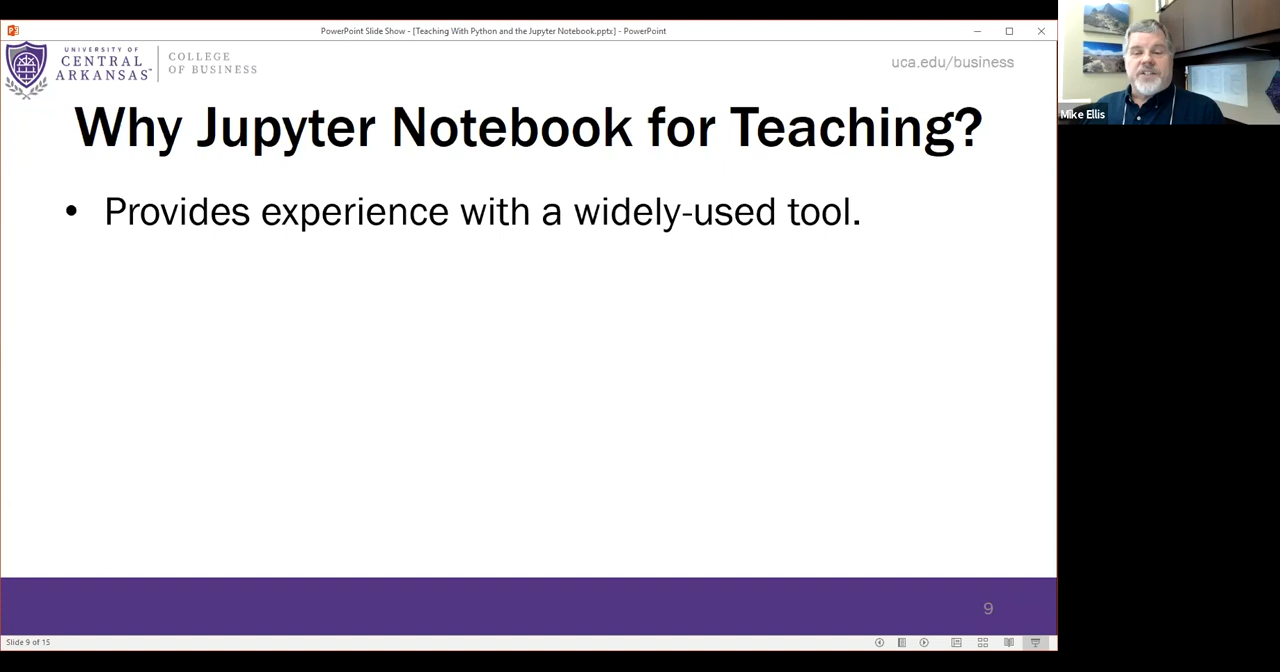 PowerPoint Slide Show - [Teaching With Python and the Jupyter Notebook.pptx] - PowerPoint
UNIVERSITY OF
CENTRAL
ARKANSAS™
COLLEGE
OF BUSINESS
uca.edu/business
Mike Ellis
Why Jupyter Notebook for Teaching?
• Provides experience with a widely-used tool.
9
Slide 9 of 15